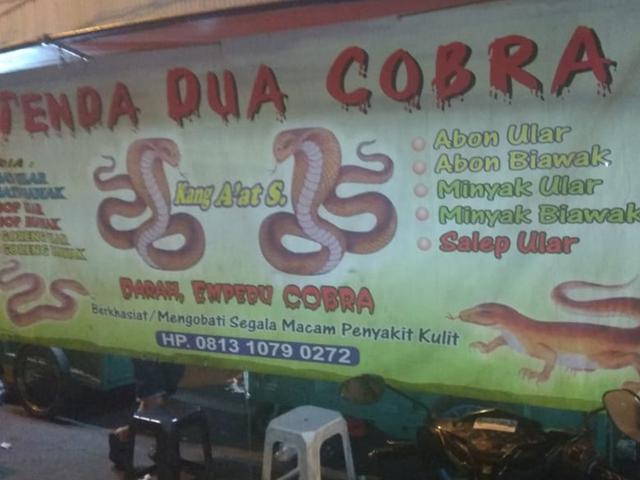 TENDA DUA COBRA
Kang A'at S.
Abon Ular
Abon Biawak
Minyak Ular
Minyak Biawak
Salep Ular
DARAH, EMPEDU COBRA
Berkhasiat/Mengobati Segala Macam Penyakit Kulit
HP. 0813 1079 0272